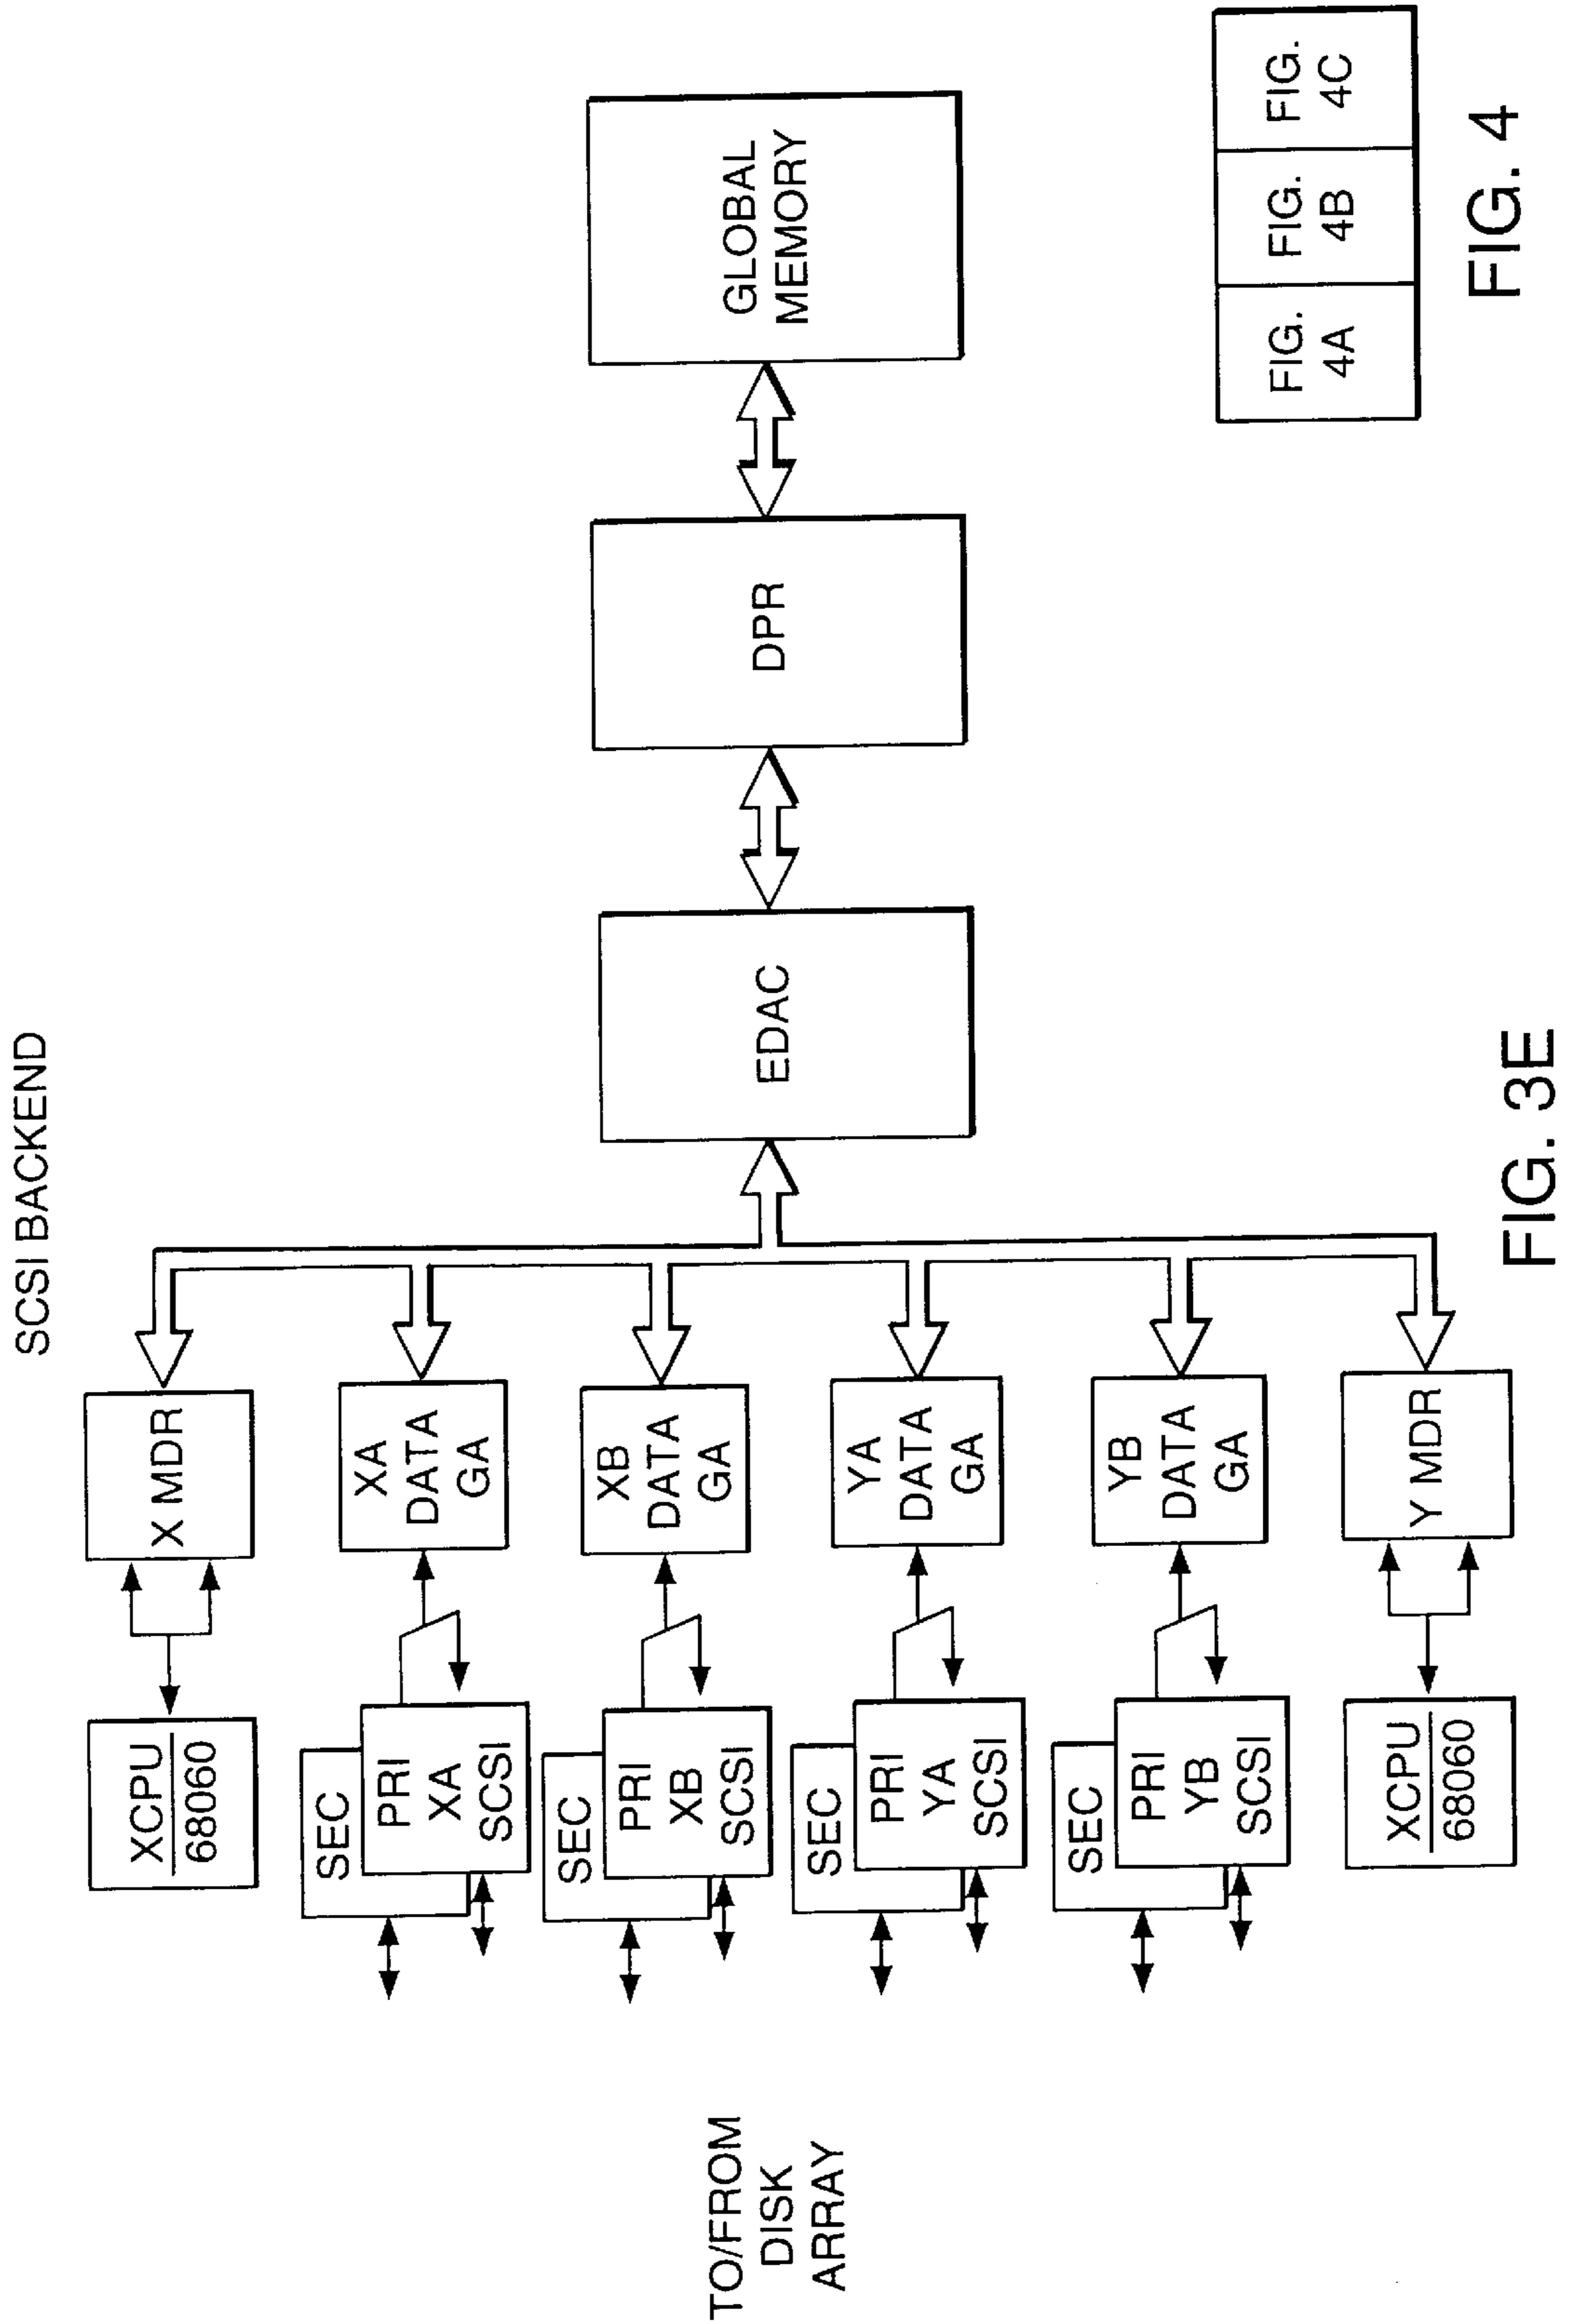 SCSI BACKEND
XCPU
68060
X MDR
SEC
PRI
XA
SCSI
XA
DATA
GA
SEC
PRI
XB
SCSI
XB
DATA
GA
TO/FROM
DISK
ARRAY
EDAC
DPR
GLOBAL
MEMORY
SEC
PRI
YA
SCSI
YA
DATA
GA
SEC
PRI
YB
SCSI
YB
DATA
GA
XCPU
68060
Y MDR
FIG. 3E
FIG.
4A
FIG.
4B
FIG.
4C
FIG. 4